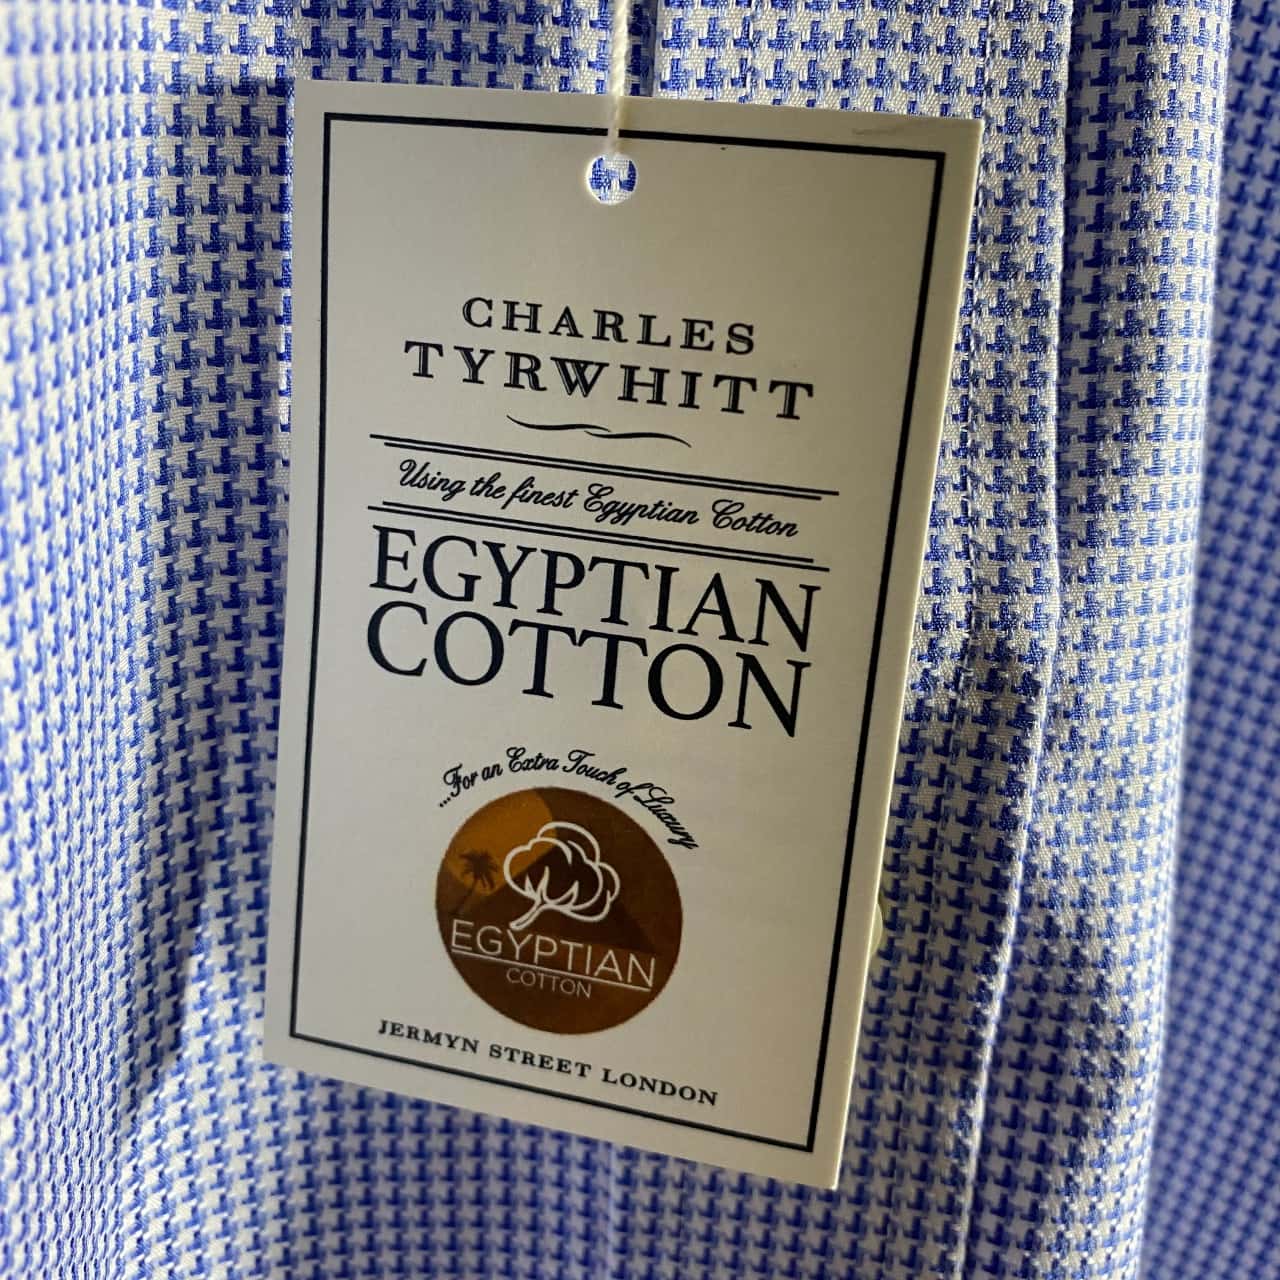 CHARLES
TYRWHITT
Using the finest Egyptian Cotton
EGYPTIAN
COTTON
...For an Extra Touch of Luxury
EGYPTIAN
COTTON
JERMYN STREET LONDON